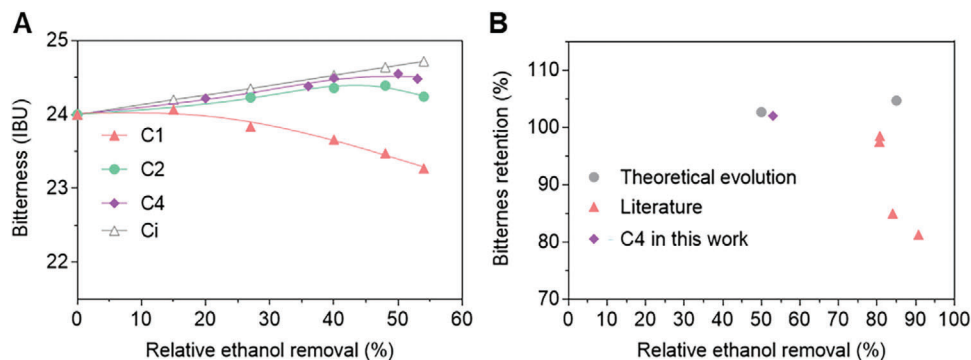 A
Bitterness (IBU)
25
24
23
22
0
10
20
30
40
50
60
C1
C2
C4
Ci
Relative ethanol removal (%)
B
Bitternes retention (%)
110
100
90
80
70
0
10
20
30
40
50
60
70
80
90
100
Theoretical evolution
Literature
C4 in this work
Relative ethanol removal (%)